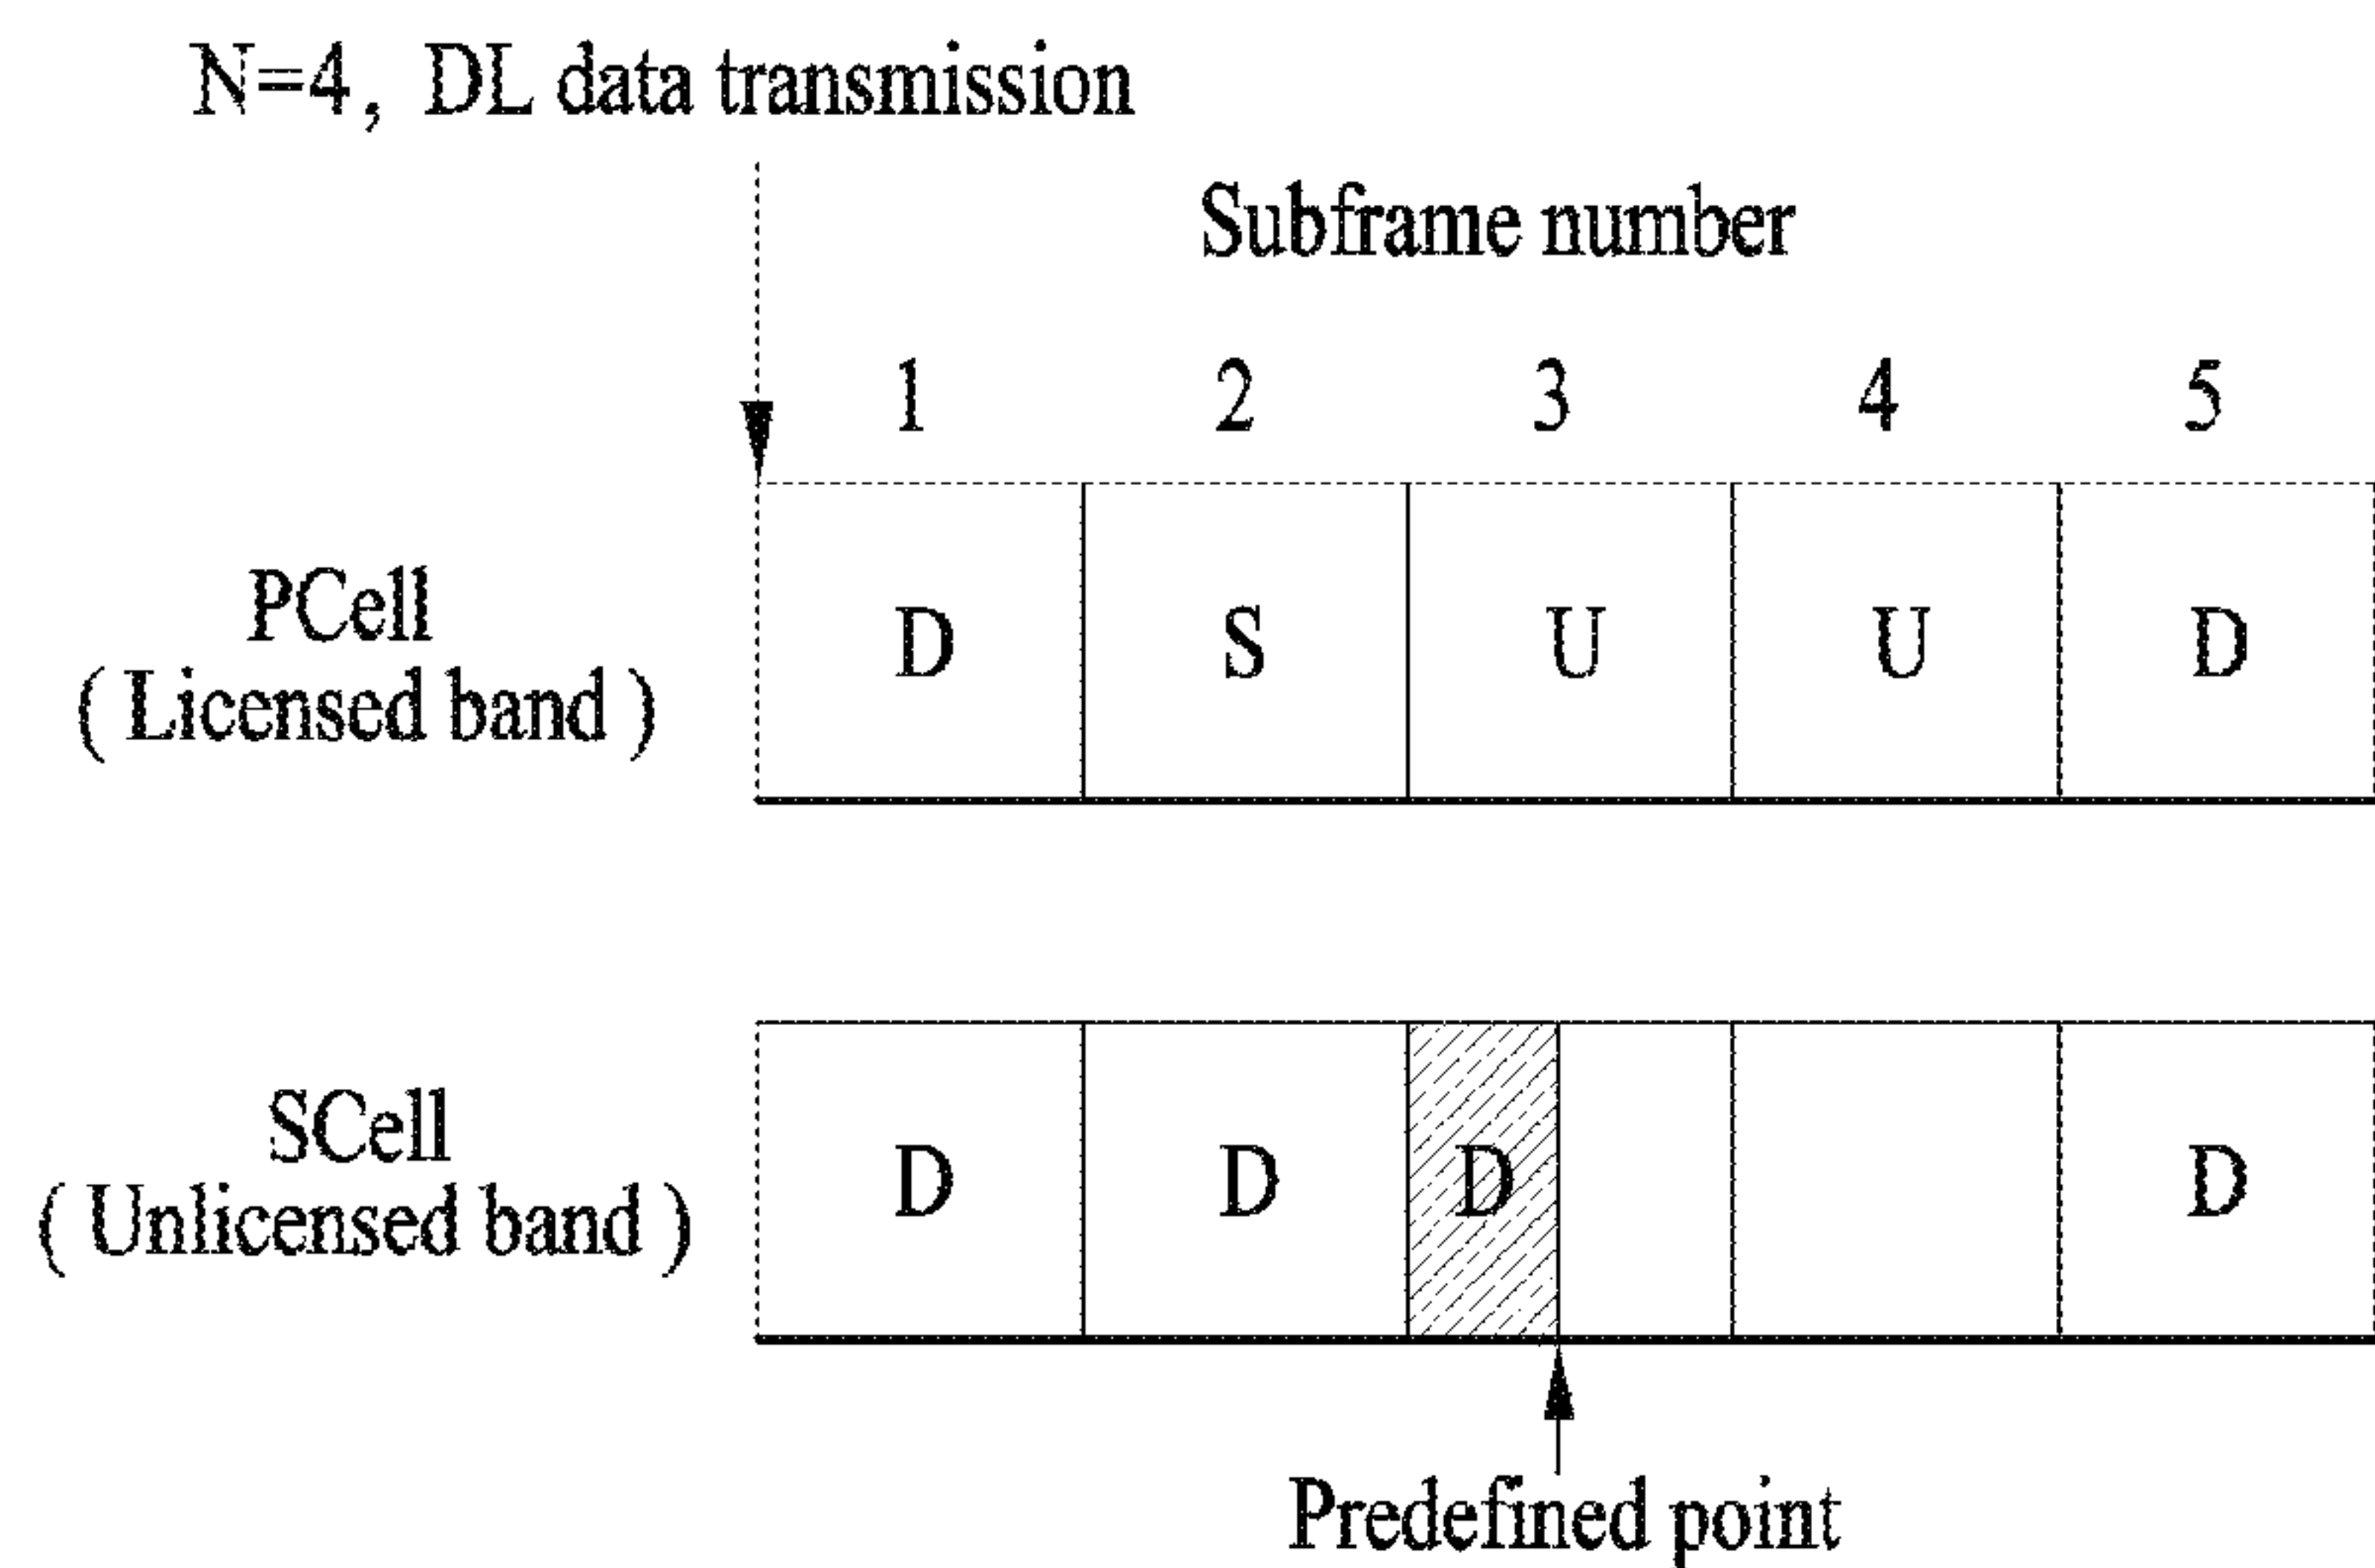 N=4, DL data transmission
Subframe number
1 2 3 4 5
PCell
(Licensed band)
D S U U D
SCell
(Unlicensed band)
D D D D
Predefined point